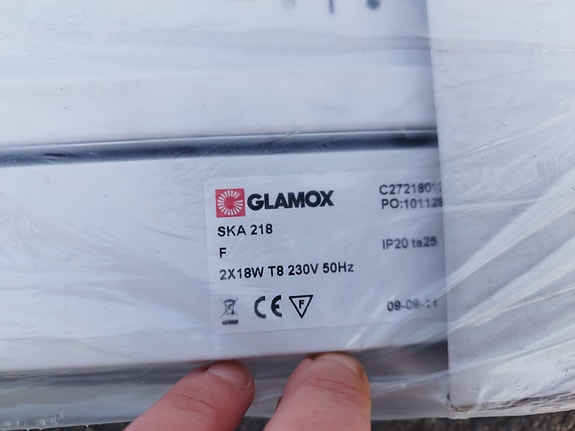 GLAMOX
SKA 218
F
2X18W T8 230V 50Hz
IP20 ta25
CE
F